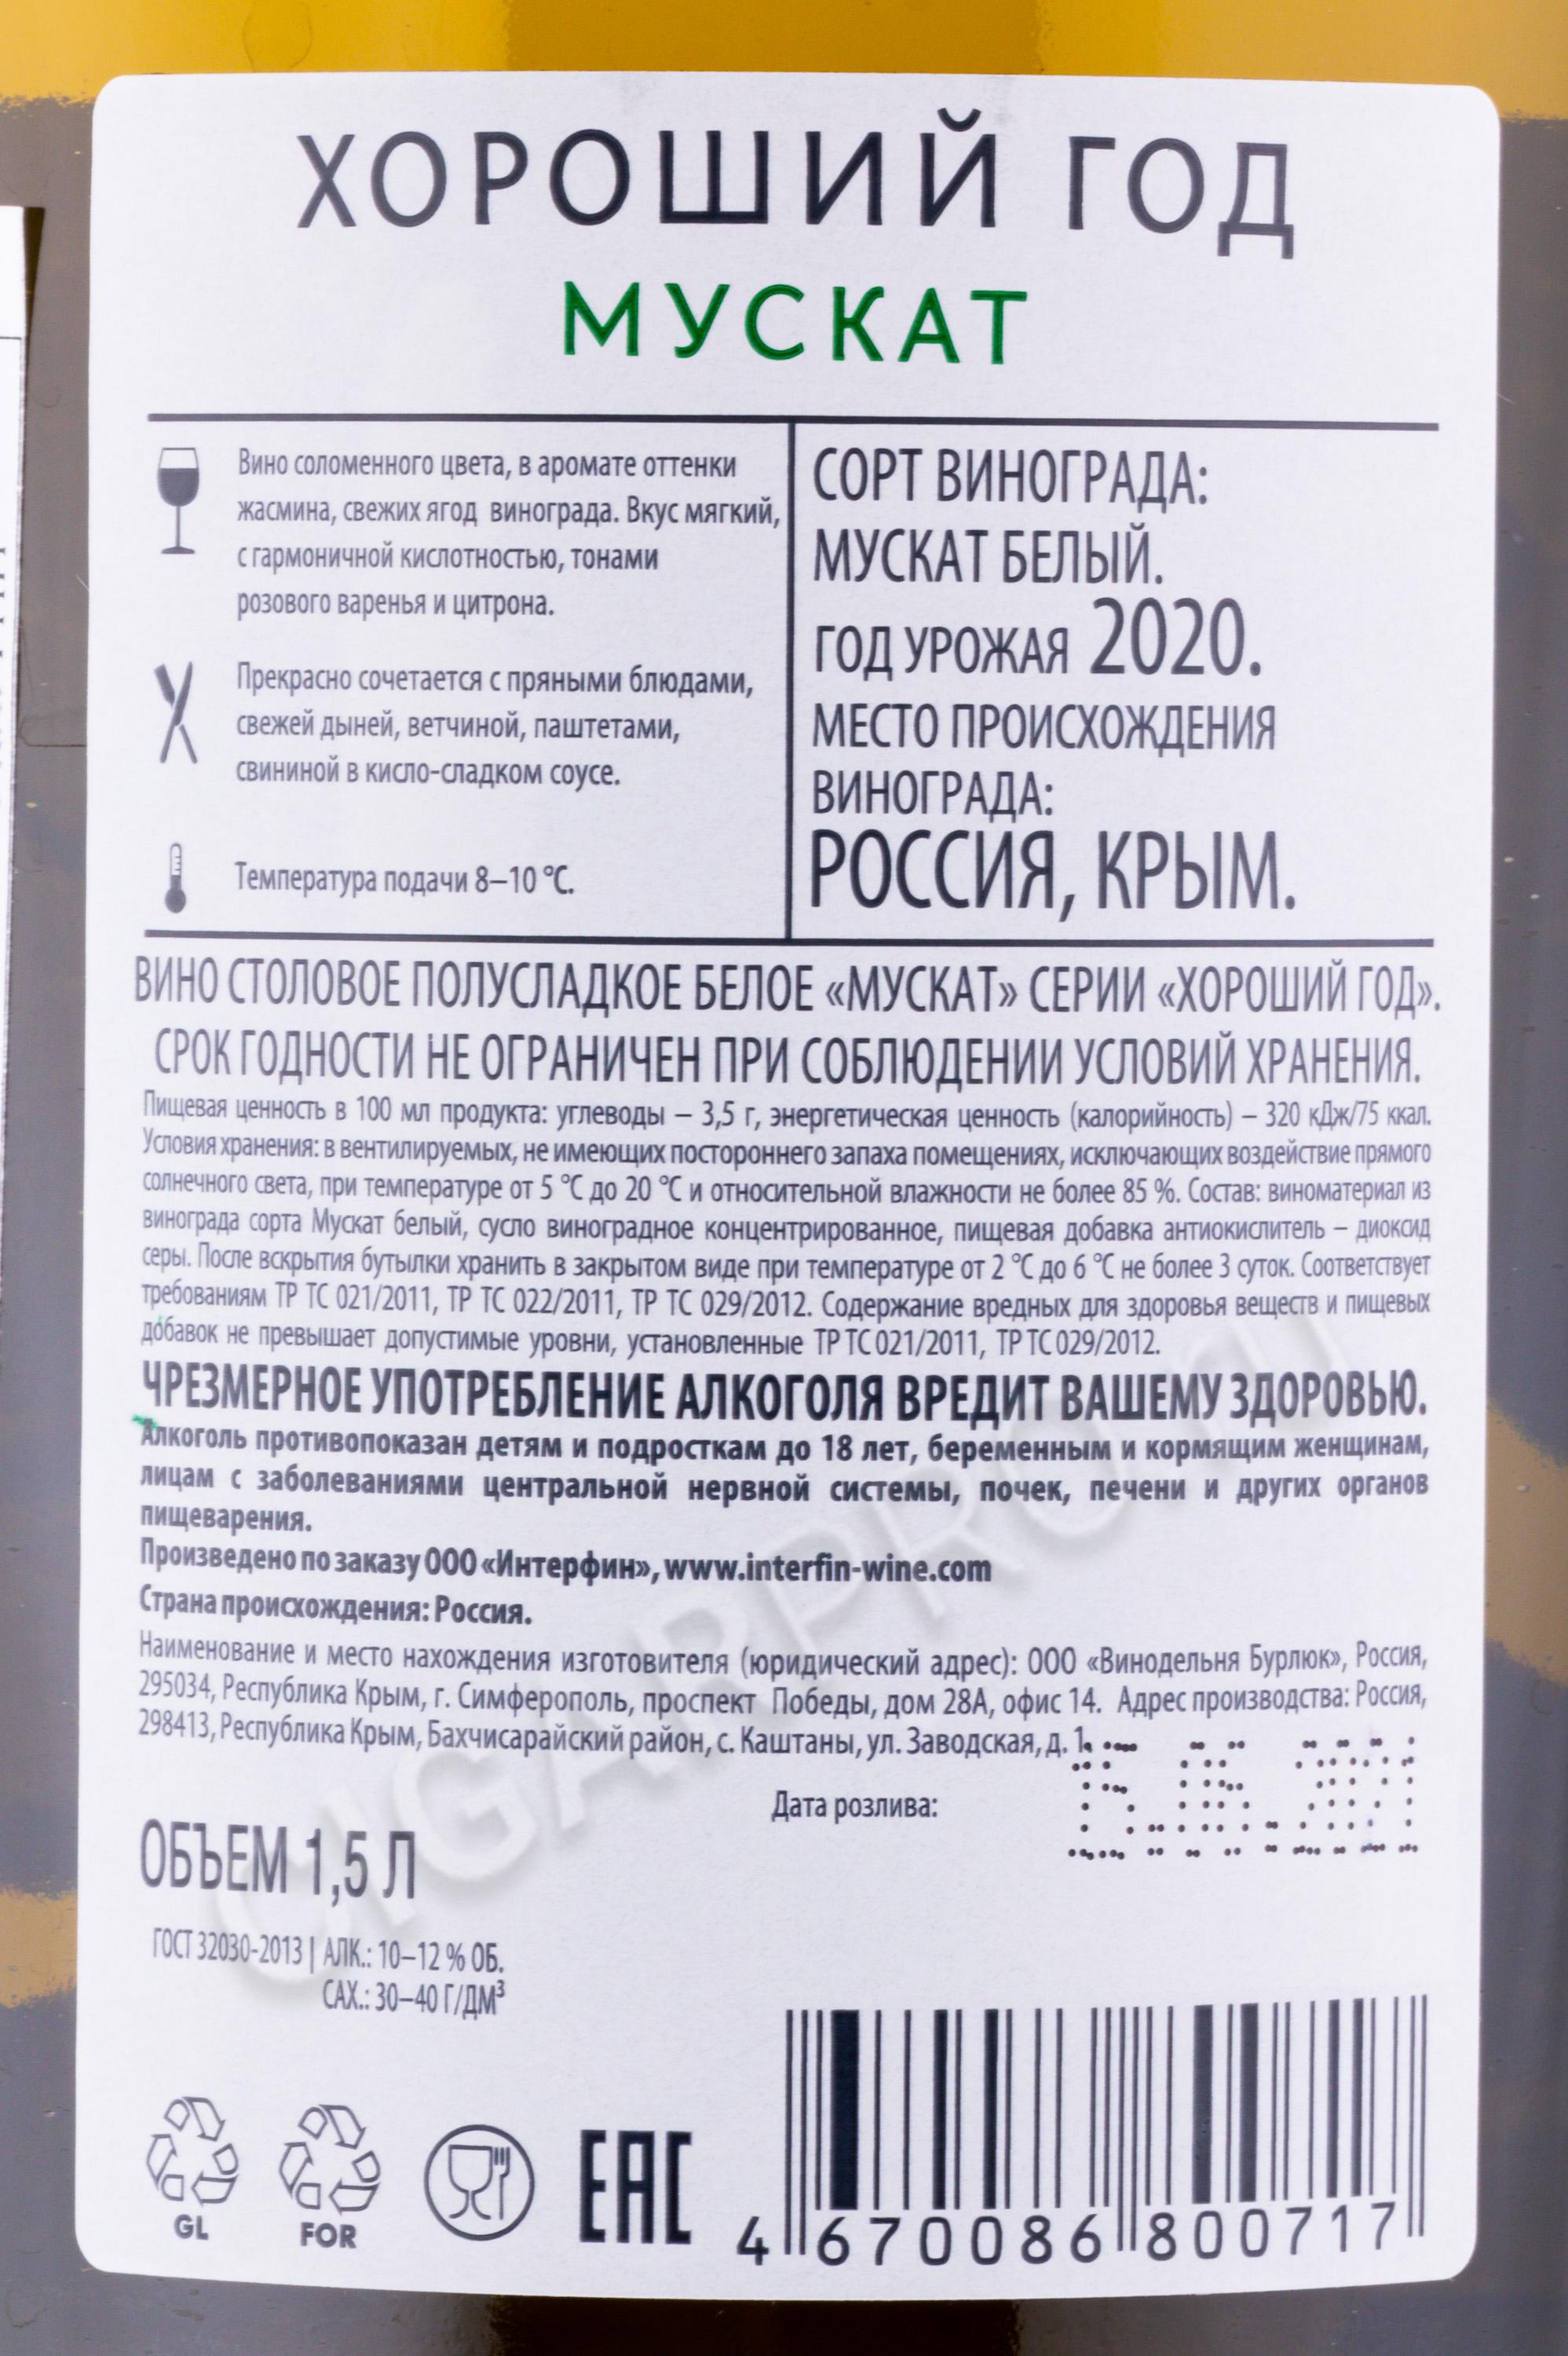 ХОРОШИЙ ГОД
МУСКАТ
Вино соломенного цвета, в аромате оттенки
жасмина, свежих ягод винограда. Вкус мягкий,
с гармоничной кислотностью, тонами
розового варенья и цитрона.
Прекрасно сочетается с пряными блюдами,
свежей дыней, ветчиной, паштетами,
свининой в кисло-сладком соусе.
Температура подачи 8–10 °С.
СОРТ ВИНОГРАДА:
МУСКАТ БЕЛЫЙ.
ГОД УРОЖАЯ 2020.
МЕСТО ПРОИСХОЖДЕНИЯ
ВИНОГРАДА:
РОССИЯ, КРЫМ.
ВИНО СТОЛОВОЕ ПОЛУСЛАДКОЕ БЕЛОЕ «МУСКАТ» СЕРИИ «ХОРОШИЙ ГОД».
СРОК ГОДНОСТИ НЕ ОГРАНИЧЕН ПРИ СОБЛЮДЕНИИ УСЛОВИЙ ХРАНЕНИЯ.
Пищевая ценность в 100 мл продукта: углеводы – 3,5 г, энергетическая ценность (калорийность) – 320 кДж/75 ккал.
Условия хранения: в вентилируемых, не имеющих постороннего запаха помещениях, исключающих воздействие прямого
солнечного света, при температуре от 5 °С до 20 °С и относительной влажности не более 85 %. Состав: виноматериал из
винограда сорта Мускат белый, сусло виноградное концентрированное, пищевая добавка антиокислитель – диоксид
серы. После вскрытия бутылки хранить в закрытом виде при температуре от 2 °С до 6 °С не более 3 суток. Соответствует
требованиям ТР ТС 021/2011, ТР ТС 022/2011, ТР ТС 029/2012. Содержание вредных для здоровья веществ и пищевых
добавок не превышает допустимые уровни, установленные ТР ТС 021/2011, ТР ТС 029/2012.
ЧРЕЗМЕРНОЕ УПОТРЕБЛЕНИЕ АЛКОГОЛЯ ВРЕДИТ ВАШЕМУ ЗДОРОВЬЮ.
Алкоголь противопоказан детям и подросткам до 18 лет, беременным и кормящим женщинам,
лицам с заболеваниями центральной нервной системы, почек, печени и других органов
пищеварения.
Произведено по заказу ООО «Интерфин», www.interfin-wine.com
Страна происхождения: Россия.
Наименование и место нахождения изготовителя (юридический адрес): ООО «Винодельня Бурлюк», Россия,
295034, Республика Крым, г. Симферополь, проспект Победы, дом 28А, офис 14. Адрес производства: Россия,
298413, Республика Крым, Бахчисарайский район, с. Каштаны, ул. Заводская, д. 1.
Дата розлива:
ОБЪЕМ 1,5 Л
ГОСТ 32030-2013 | АЛК.: 10–12 % ОБ.
САХ.: 30–40 Г/ДМ³
GL
FOR
EAC
4 670086 800717
CIGARPRO.ru